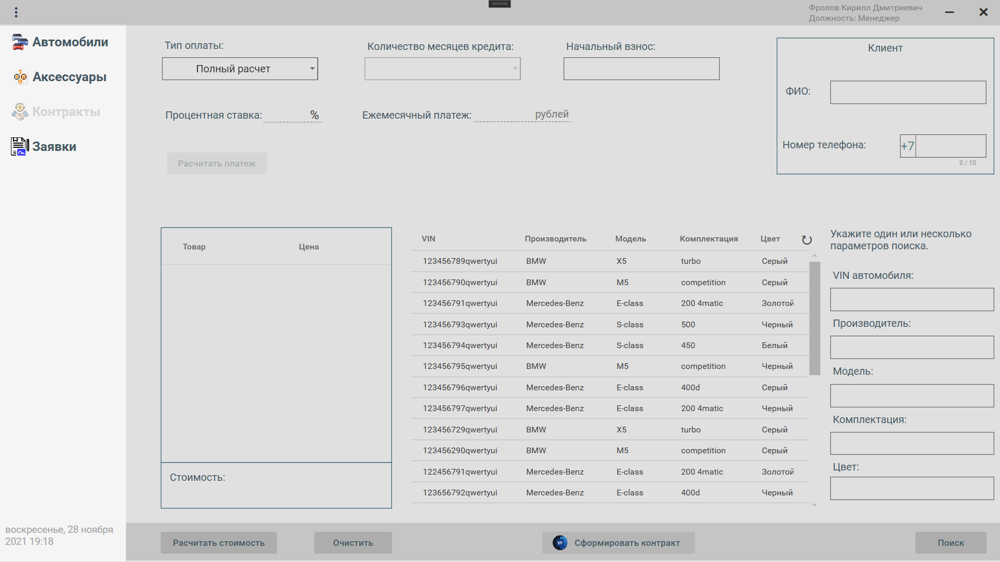 Фролов Кирилл Дмитриевич
Должность: Менеджер
Автомобили
Аксессуары
Контракты
Заявки
воскресенье, 28 ноября
2021 19:18
Тип оплаты:
Полный расчет
Количество месяцев кредита:
Начальный взнос:
Процентная ставка: %
Ежемесячный платеж: рублей
Расчитать платеж
Клиент
ФИО:
Номер телефона: +7
0 / 10
Товар Цена
Стоимость:
VIN Производитель Модель Комплектация Цвет
123456789qwertyui BMW X5 turbo Серый
123456790qwertyui BMW M5 competition Серый
123456791qwertyui Mercedes-Benz E-class 200 4matic Золотой
123456793qwertyui Mercedes-Benz S-class 500 Черный
123456794qwertyui Mercedes-Benz S-class 450 Белый
123456795qwertyui BMW M5 competition Черный
123456796qwertyui Mercedes-Benz E-class 400d Серый
123456797qwertyui Mercedes-Benz E-class 200 4matic Черный
123456729qwertyui BMW X5 turbo Серый
123456290qwertyui BMW M5 competition Серый
122456791qwertyui Mercedes-Benz E-class 200 4matic Золотой
123656792qwertyui Mercedes-Benz E-class 400d Черный
Укажите один или несколько
параметров поиска.
VIN автомобиля:
Производитель:
Модель:
Комплектация:
Цвет:
Расчитать стоимость
Очистить
W Сформировать контракт
Поиск